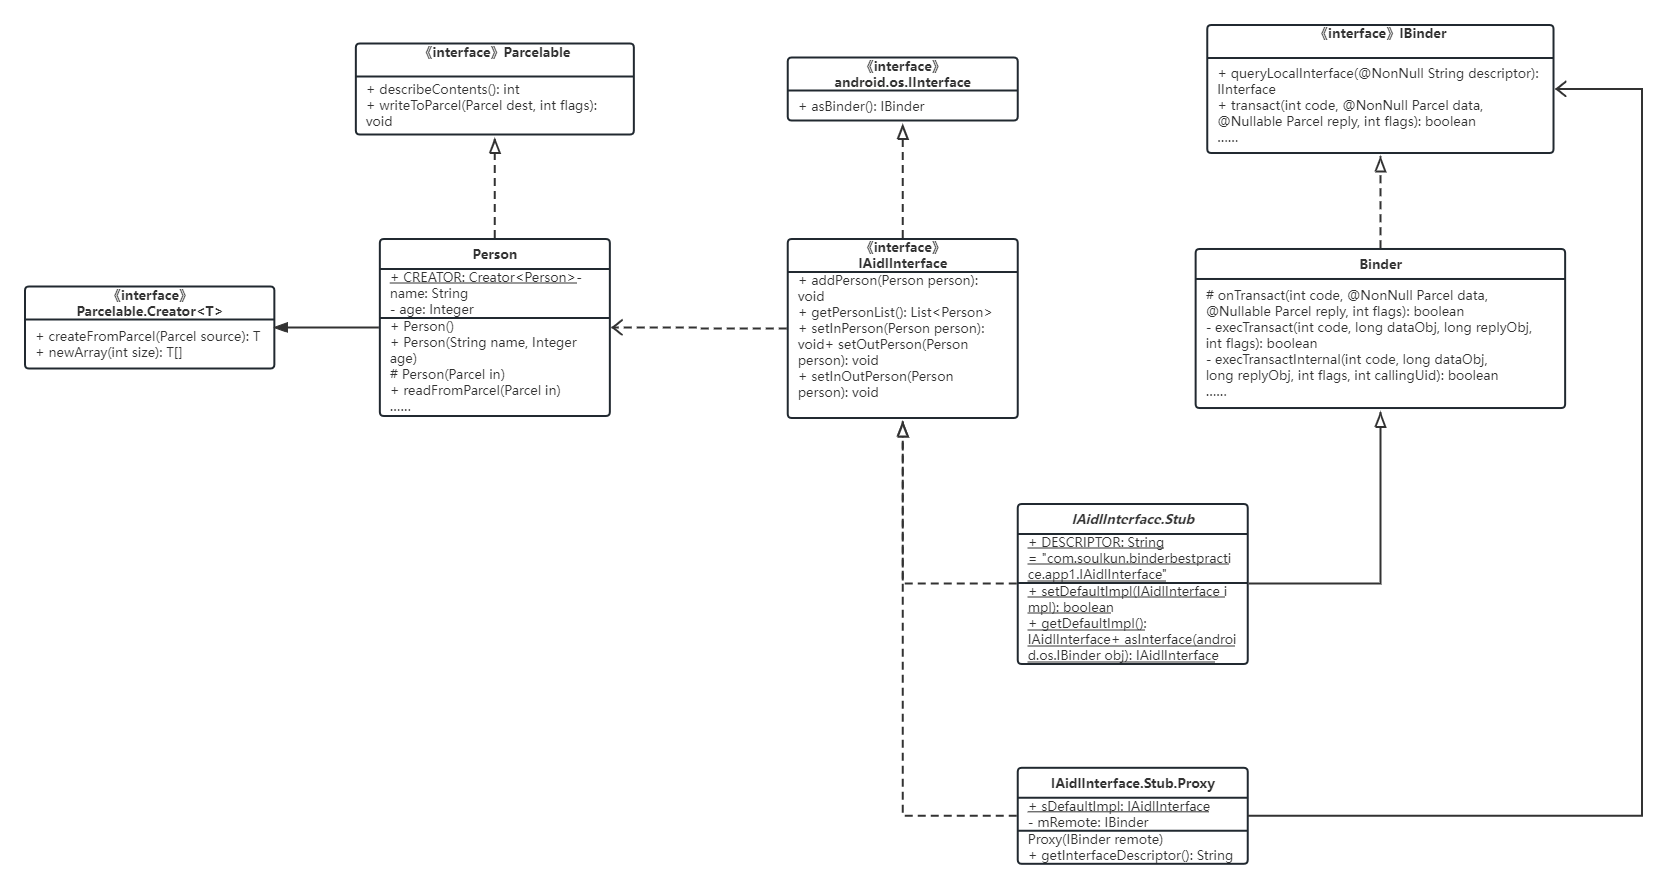 《interface》 Parcelable
+ describeContents(): int
+ writeToParcel(Parcel dest, int flags):
void
《interface》
android.os.IInterface
+ asBinder(): IBinder
《interface》 IBinder
+ queryLocalInterface(@NonNull String descriptor):
IInterface
+ transact(int code, @NonNull Parcel data,
@Nullable Parcel reply, int flags): boolean
......
《interface》
Parcelable.Creator<T>
+ createFromParcel(Parcel source): T
+ newArray(int size): T[]
Person
+ CREATOR: Creator<Person>-
name: String
- age: Integer
+ Person()
+ Person(String name, Integer
age)
# Person(Parcel in)
+ readFromParcel(Parcel in)
......
《interface》
IAidlInterface
+ addPerson(Person person):
void
+ getPersonList(): List<Person>
+ setInPerson(Person person):
void+ setOutPerson(Person
person): void
+ setInOutPerson(Person
person): void
Binder
# onTransact(int code, @NonNull Parcel data,
@Nullable Parcel reply, int flags): boolean
- execTransact(int code, long dataObj, long replyObj,
int flags): boolean
- execTransactInternal(int code, long dataObj,
long replyObj, int flags, int callingUid): boolean
......
IAidlInterface.Stub
+ DESCRIPTOR: String
= "com.soulkun.binderbestpracti
ce.app1.IAidlInterface"
+ setDefaultImpl(IAidlInterface i
mpl): boolean
+ getDefaultImpl():
IAidlInterface+ asInterface(androi
d.os.IBinder obj): IAidlInterface
IAidlInterface.Stub.Proxy
+ sDefaultImpl: IAidlInterface
- mRemote: IBinder
Proxy(IBinder remote)
+ getInterfaceDescriptor(): String